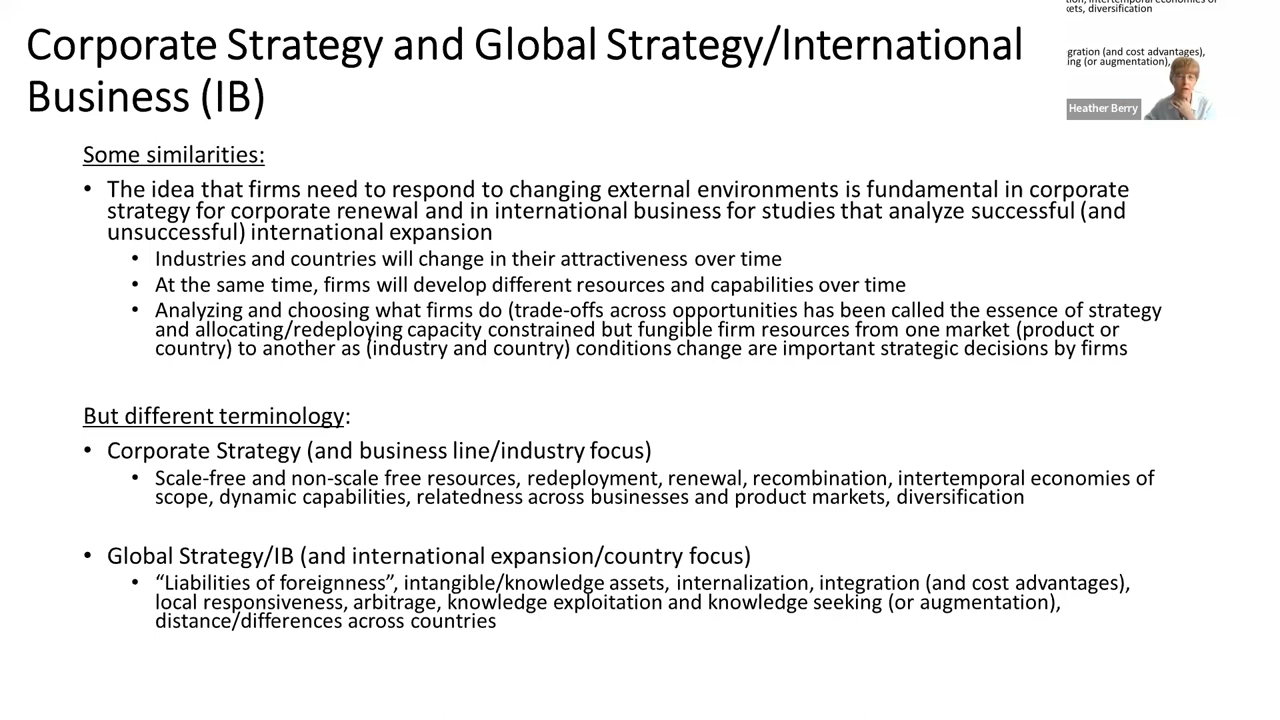 Corporate Strategy and Global Strategy/International
Business (IB)
kets, diversification
gration (and cost advantages),
ing (or augmentation),
Heather Berry
Some similarities:
• The idea that firms need to respond to changing external environments is fundamental in corporate
strategy for corporate renewal and in international business for studies that analyze successful (and
unsuccessful) international expansion
• Industries and countries will change in their attractiveness over time
• At the same time, firms will develop different resources and capabilities over time
• Analyzing and choosing what firms do (trade-offs across opportunities has been called the essence of strategy
and allocating/redeploying capacity constrained but fungible firm resources from one market (product or
country) to another as (industry and country) conditions change are important strategic decisions by firms
But different terminology:
• Corporate Strategy (and business line/industry focus)
• Scale-free and non-scale free resources, redeployment, renewal, recombination, intertemporal economies of
scope, dynamic capabilities, relatedness across businesses and product markets, diversification
• Global Strategy/IB (and international expansion/country focus)
• “Liabilities of foreignness”, intangible/knowledge assets, internalization, integration (and cost advantages),
local responsiveness, arbitrage, knowledge exploitation and knowledge seeking (or augmentation),
distance/differences across countries